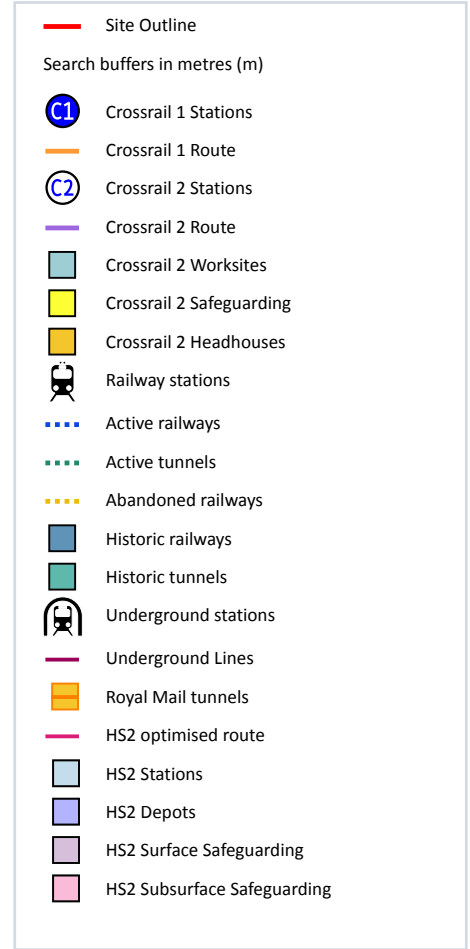 Site Outline
Search buffers in metres (m)
C1 Crossrail 1 Stations
Crossrail 1 Route
C2 Crossrail 2 Stations
Crossrail 2 Route
Crossrail 2 Worksites
Crossrail 2 Safeguarding
Crossrail 2 Headhouses
Railway stations
Active railways
Active tunnels
Abandoned railways
Historic railways
Historic tunnels
Underground stations
Underground Lines
Royal Mail tunnels
HS2 optimised route
HS2 Stations
HS2 Depots
HS2 Surface Safeguarding
HS2 Subsurface Safeguarding